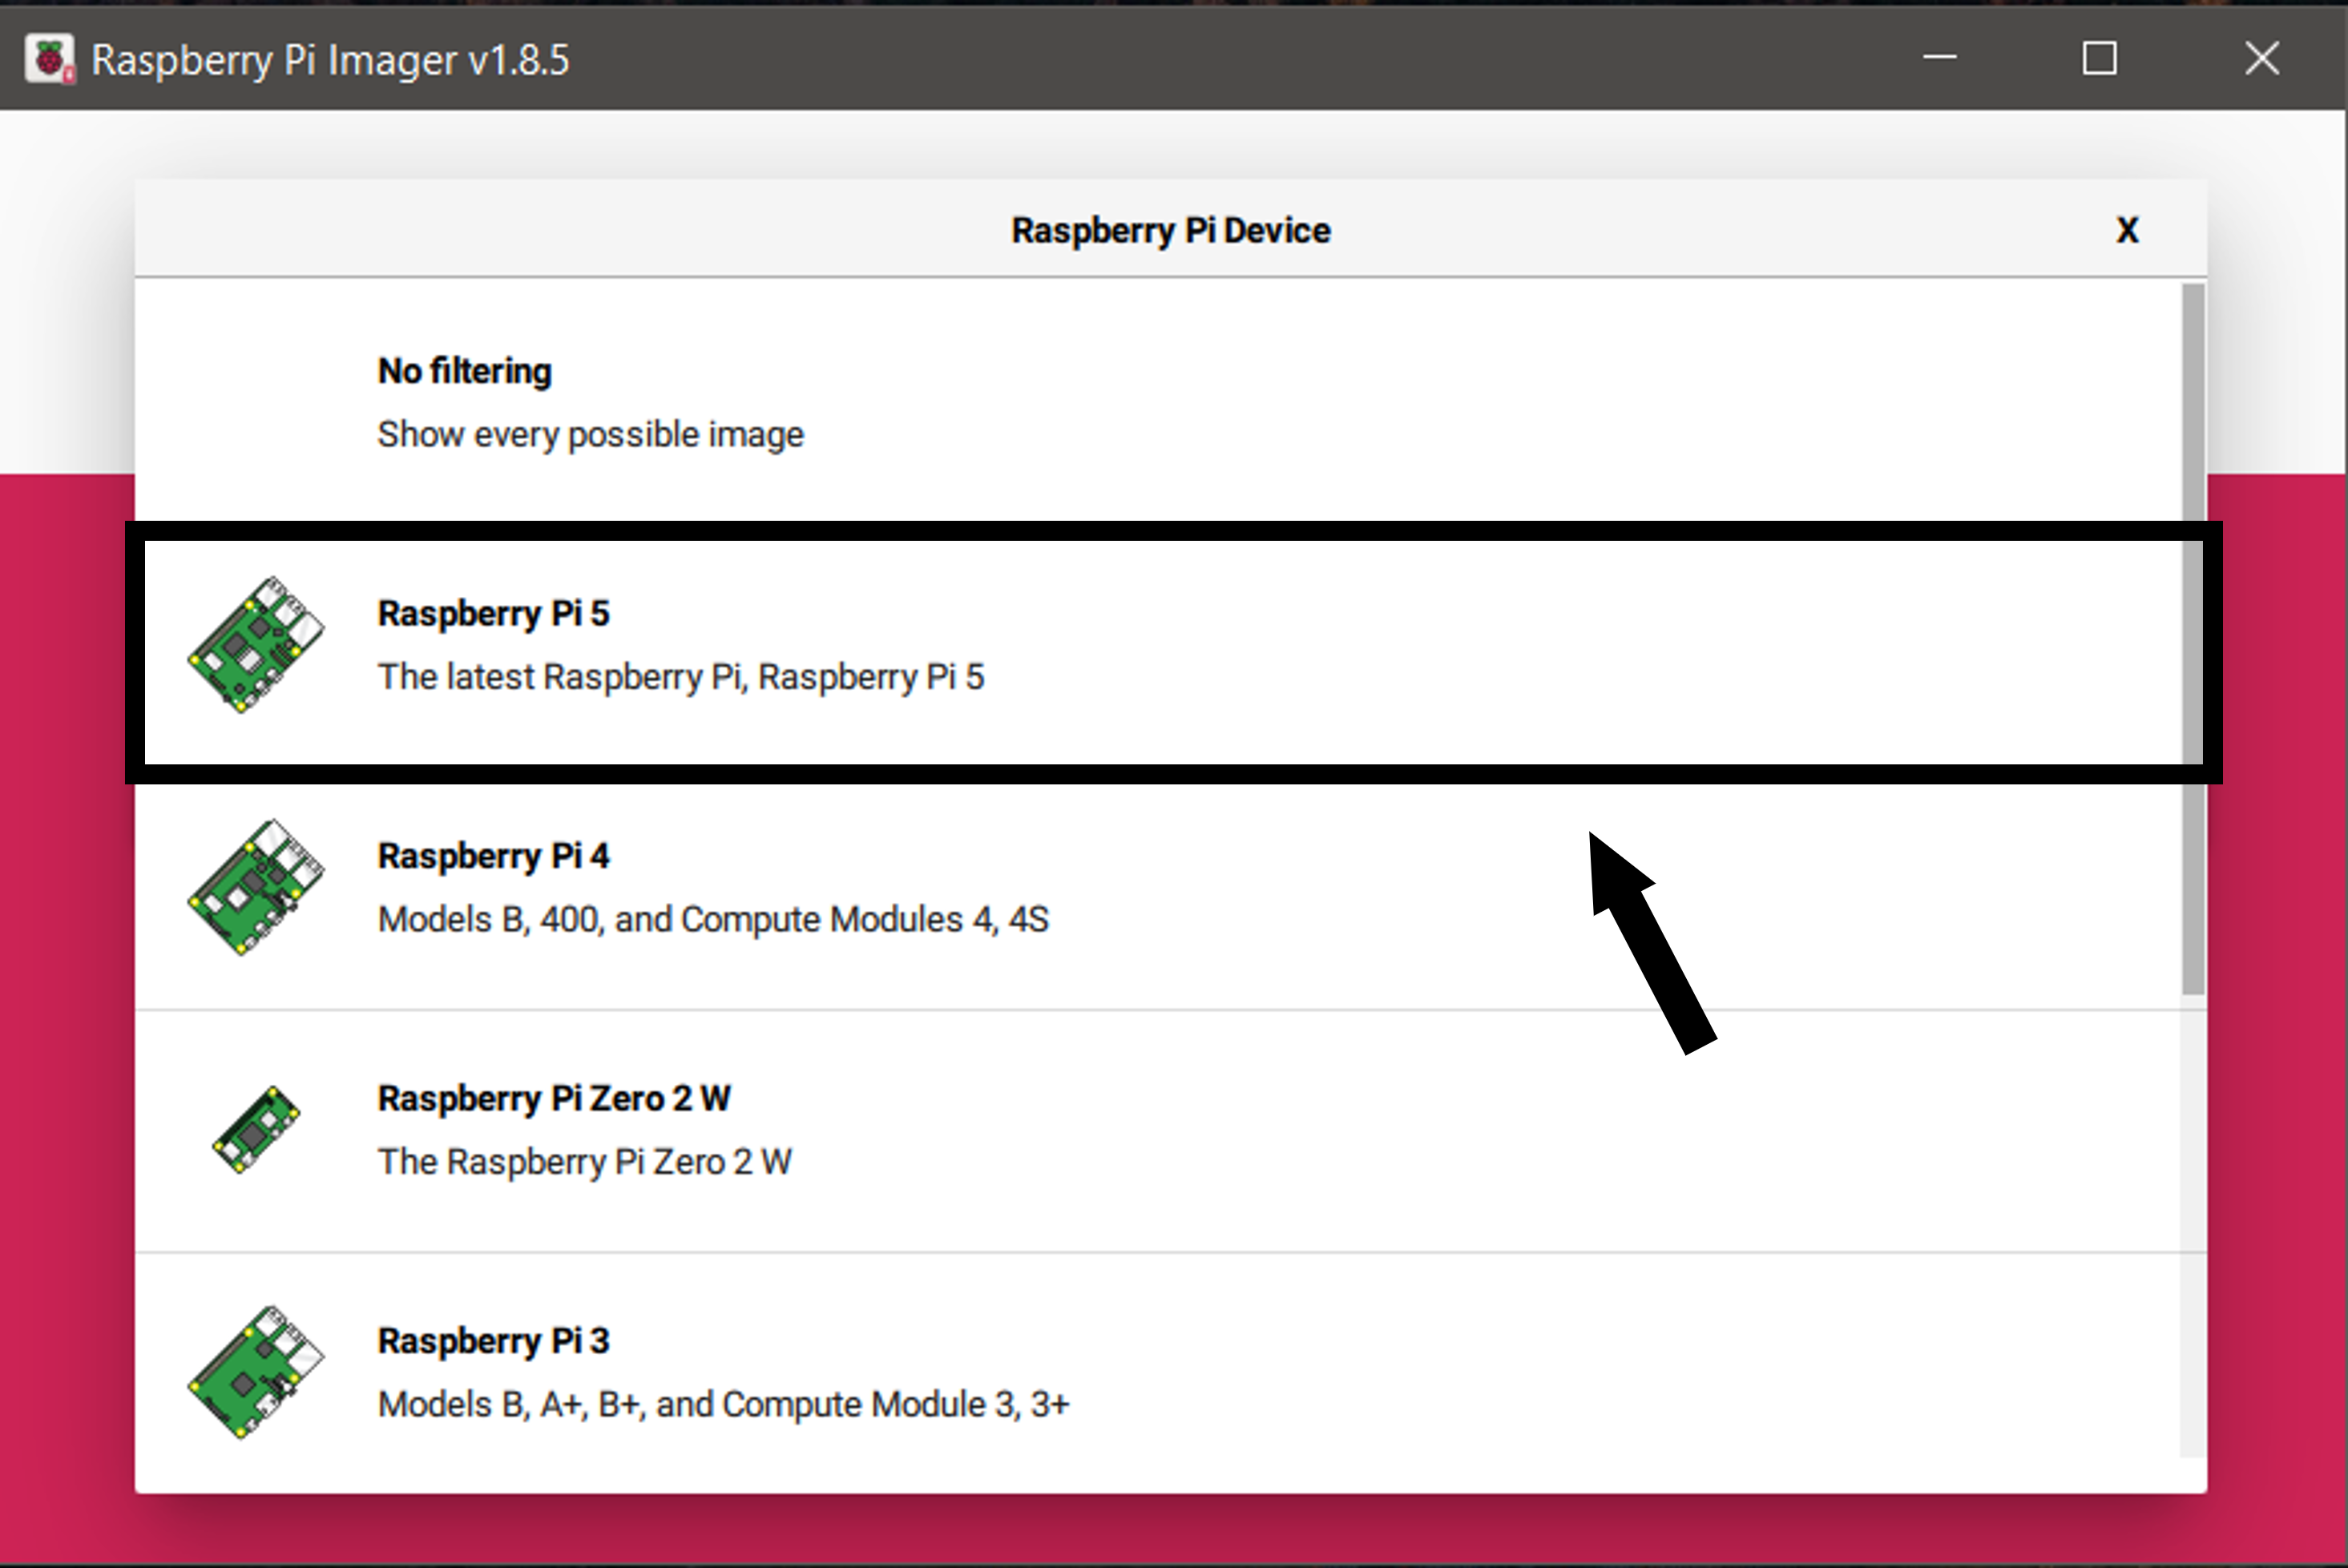 Raspberry Pi Imager v1.8.5
Raspberry Pi Device X
No filtering
Show every possible image
Raspberry Pi 5
The latest Raspberry Pi, Raspberry Pi 5
Raspberry Pi 4
Models B, 400, and Compute Modules 4, 4S
Raspberry Pi Zero 2 W
The Raspberry Pi Zero 2 W
Raspberry Pi 3
Models B, A+, B+, and Compute Module 3, 3+